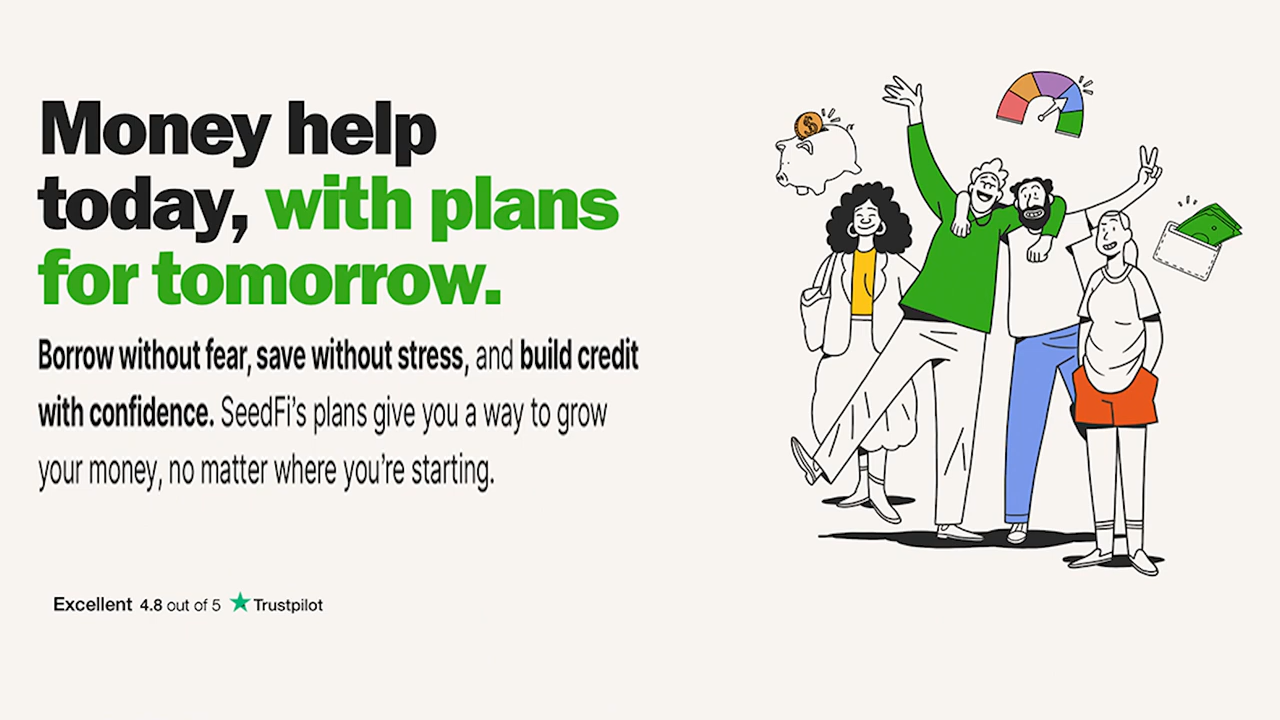 Money help
today, with plans
for tomorrow.
Borrow without fear, save without stress, and build credit
with confidence. SeedFi's plans give you a way to grow
your money, no matter where you're starting.
Excellent 4.8 out of 5 Trustpilot